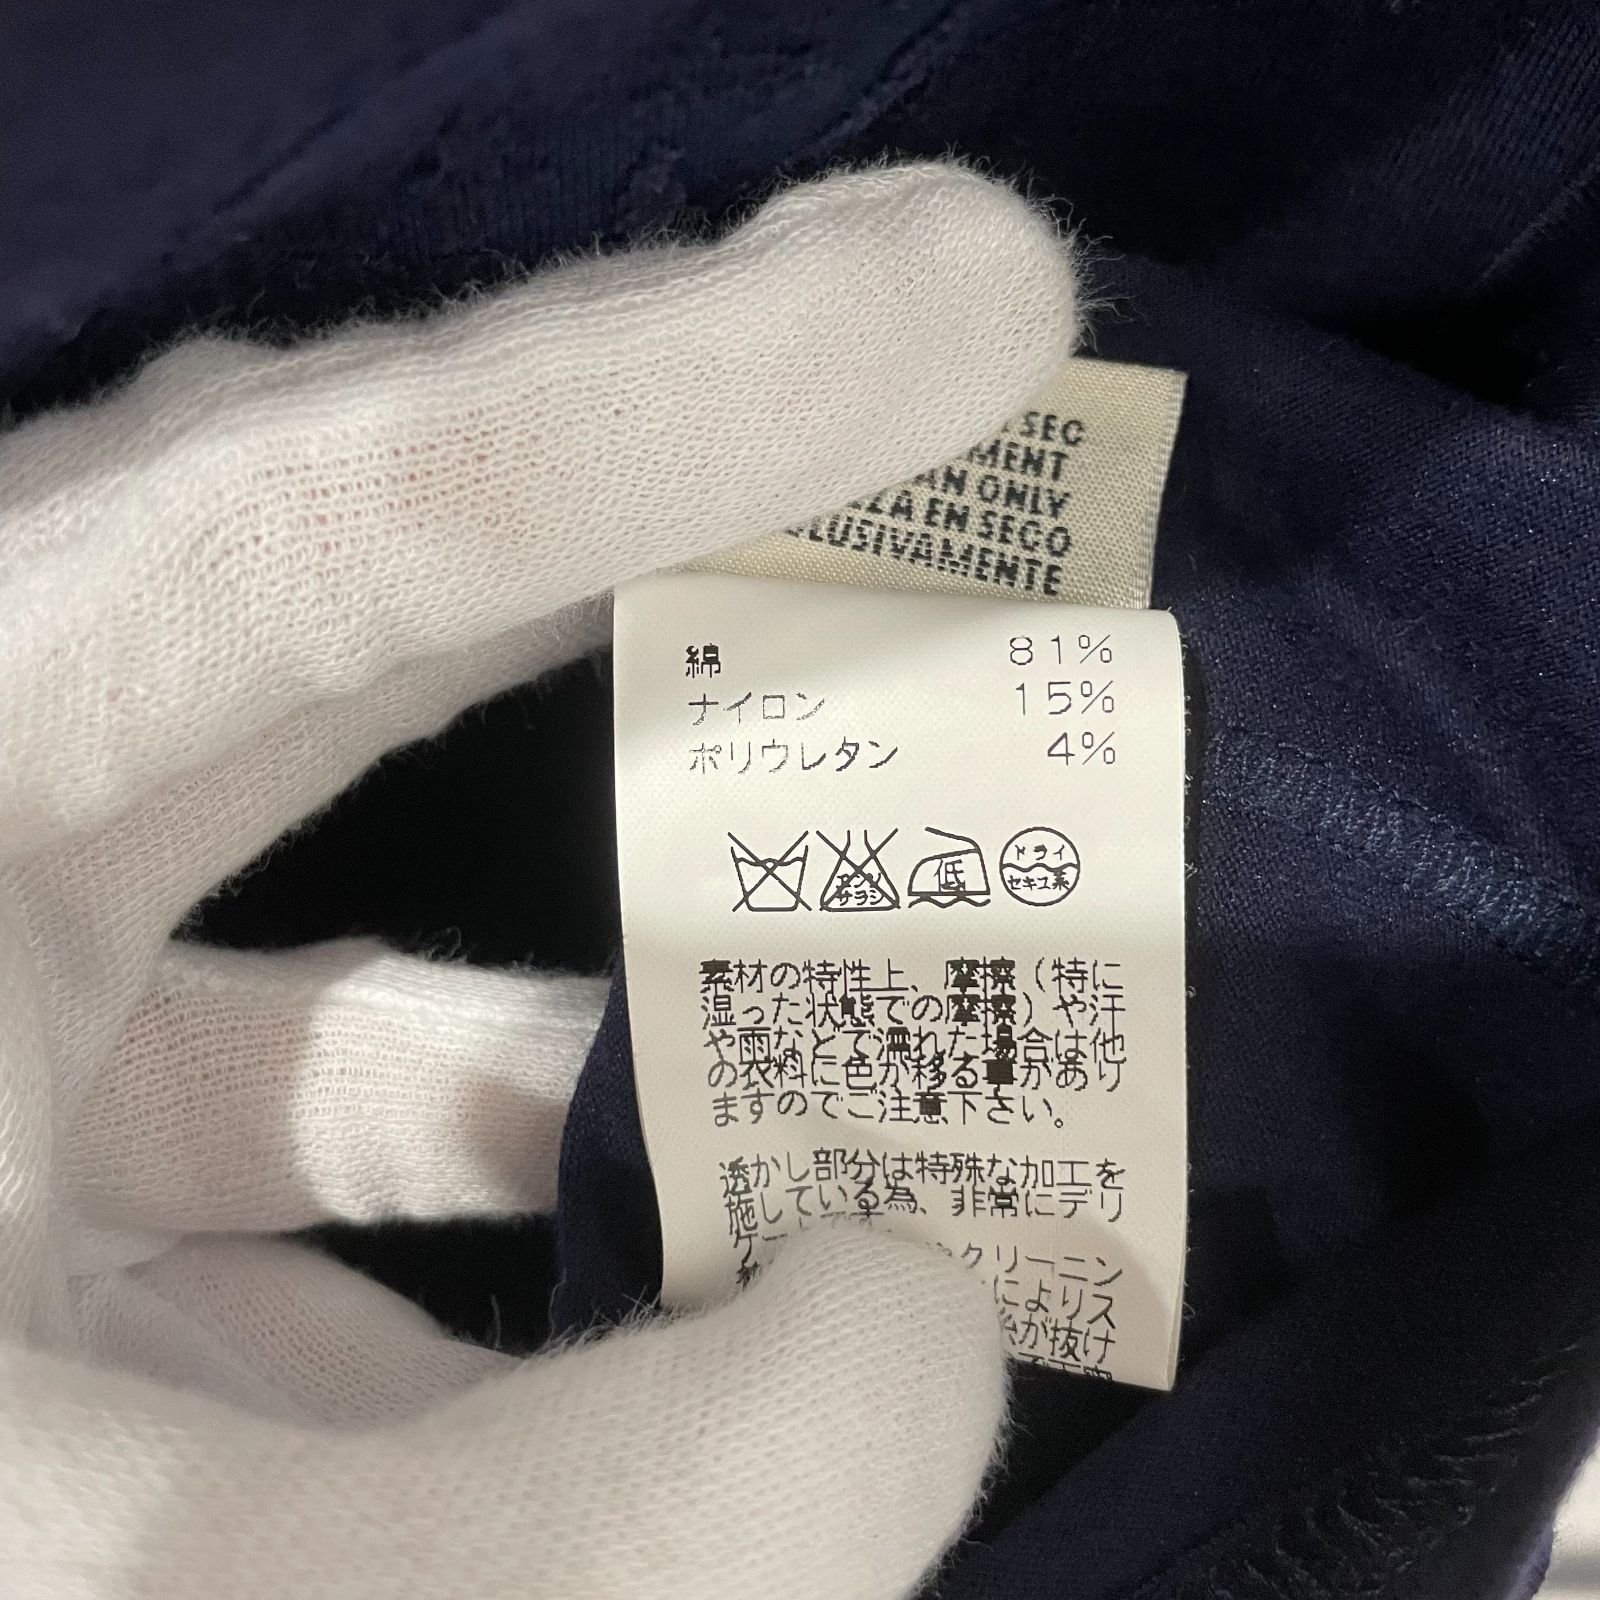 SEC
ONLY
EN SECO
綿 81%
ナイロン 15%
ポリウレタン 4%
エンソ
サラシ
低
ドライ
セキユ系
素材の特性上、摩擦（特に
湿った状態での摩擦）や汗
や雨などで濡れた場合は他
の衣料に色が移る事があり
ますのでご注意下さい。
透かし部分は特殊な加工を
施している為、非常にデリ
クリーニン
によりス
が抜け